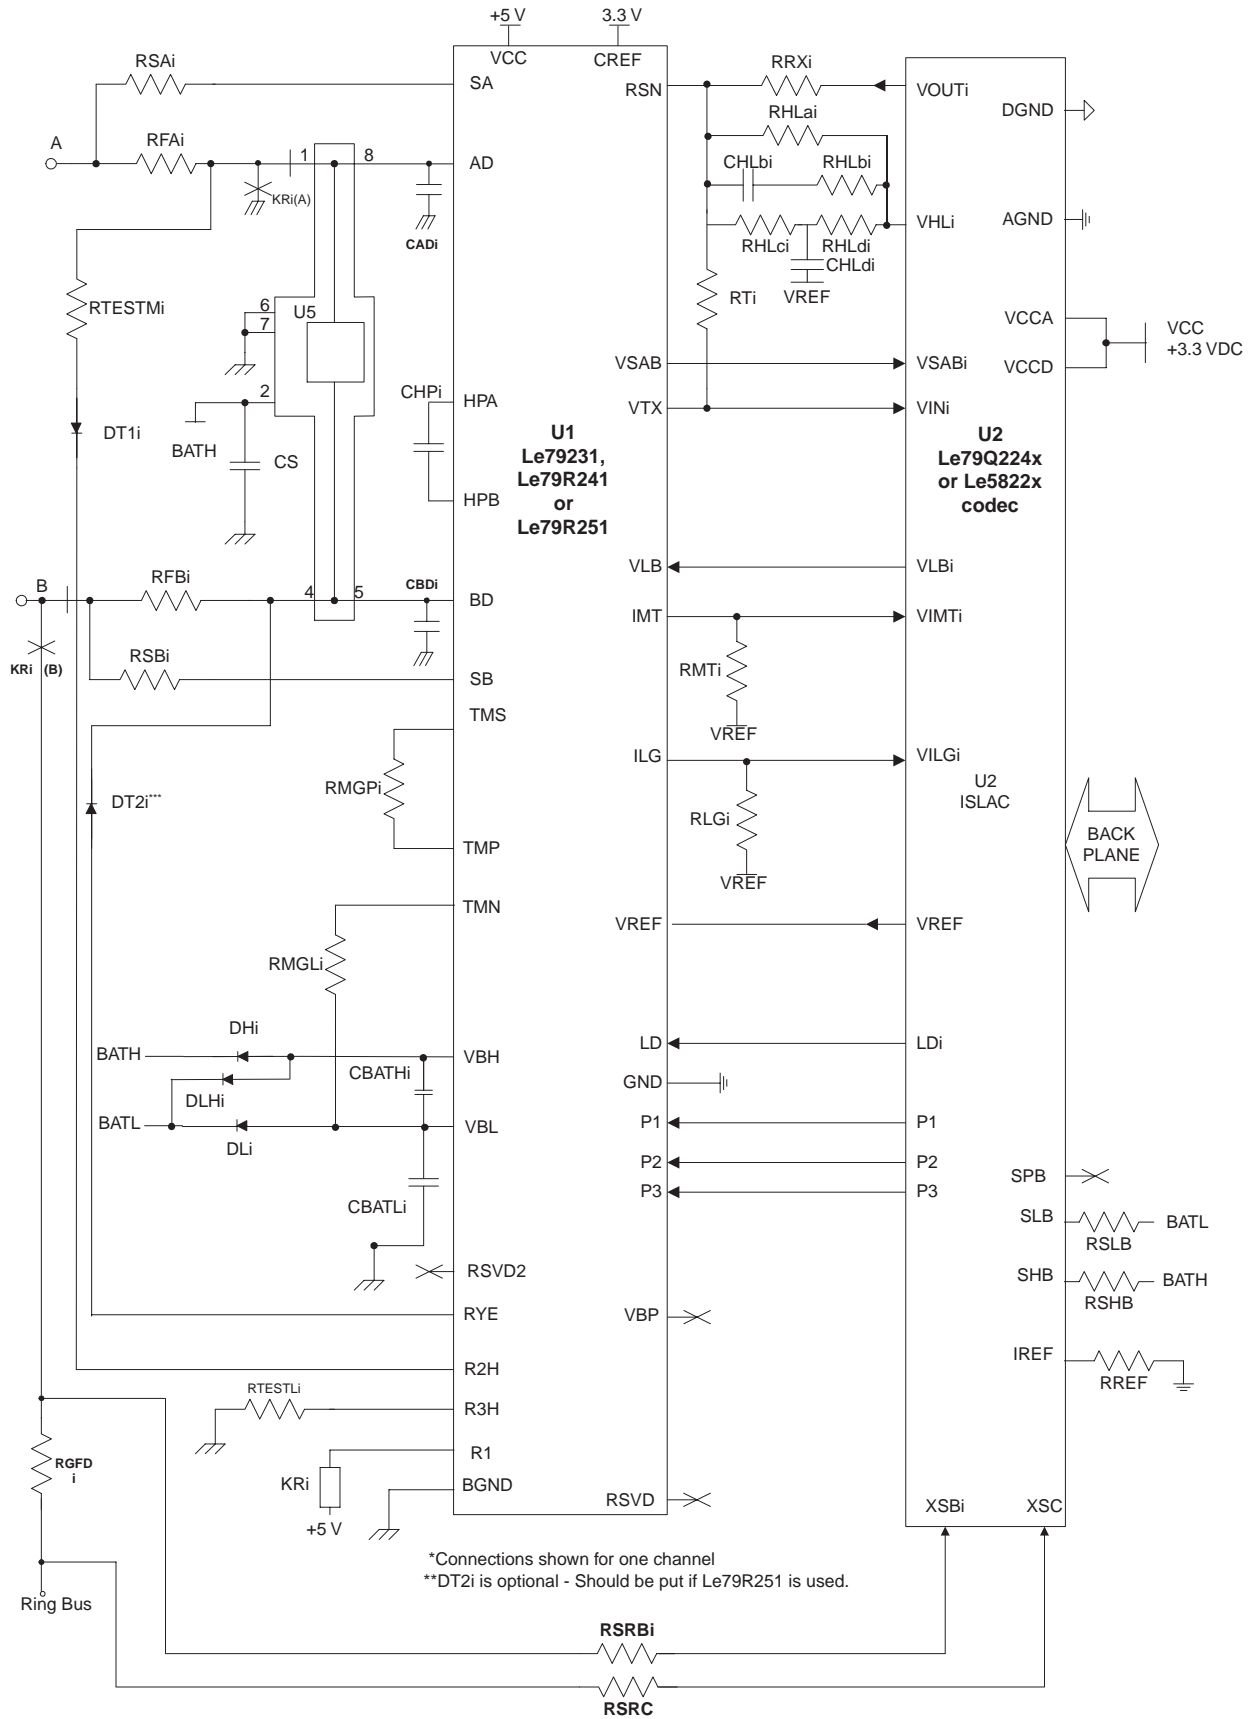 +5 V
3.3 V
VCC
CREF
RSAi
SA
RSN
RRXi
VOUTi
DGND
A
RFAi
1
8
AD
RHLai
CHLbi
RHLbi
KRi(A)
CADi
RHLci
RHLdi
CHLdi
VREF
VHLi
AGND
RTESTMi
6
7
U5
RTi
VCCA
VCC
+3.3 VDC
VCCD
VSAB
VSABi
2
CHPi
HPA
VTX
VINi
DT1i
BATH
CS
HPB
U1
Le79231,
Le79R241
or
Le79R251
U2
Le79Q224x
or Le5822x
codec
VLB
VLBi
B
RFBi
4
5
CBDi
BD
IMT
VIMTi
KRi (B)
RSBi
SB
RMTi
VREF
TMS
RMGPi
TMP
ILG
VILGi
U2
ISLAC
DT2i***
RLGi
VREF
BACK
PLANE
TMN
RMGLi
VREF
VREF
DHi
BATH
VBH
CBATHi
LD
LDi
DLHi
GND
BATL
DLi
VBL
P1
P1
P2
P2
P3
P3
CBATLi
SPB
SLB
RSLB
BATL
RSVD2
SHB
RSHB
BATH
RYE
VBP
IREF
RREF
R2H
RTESTLi
R3H
RGFD
i
R1
KRi
+5 V
BGND
RSVD
XSBi
XSC
*Connections shown for one channel
**DT2i is optional - Should be put if Le79R251 is used.
Ring Bus
RSRBi
RSRC